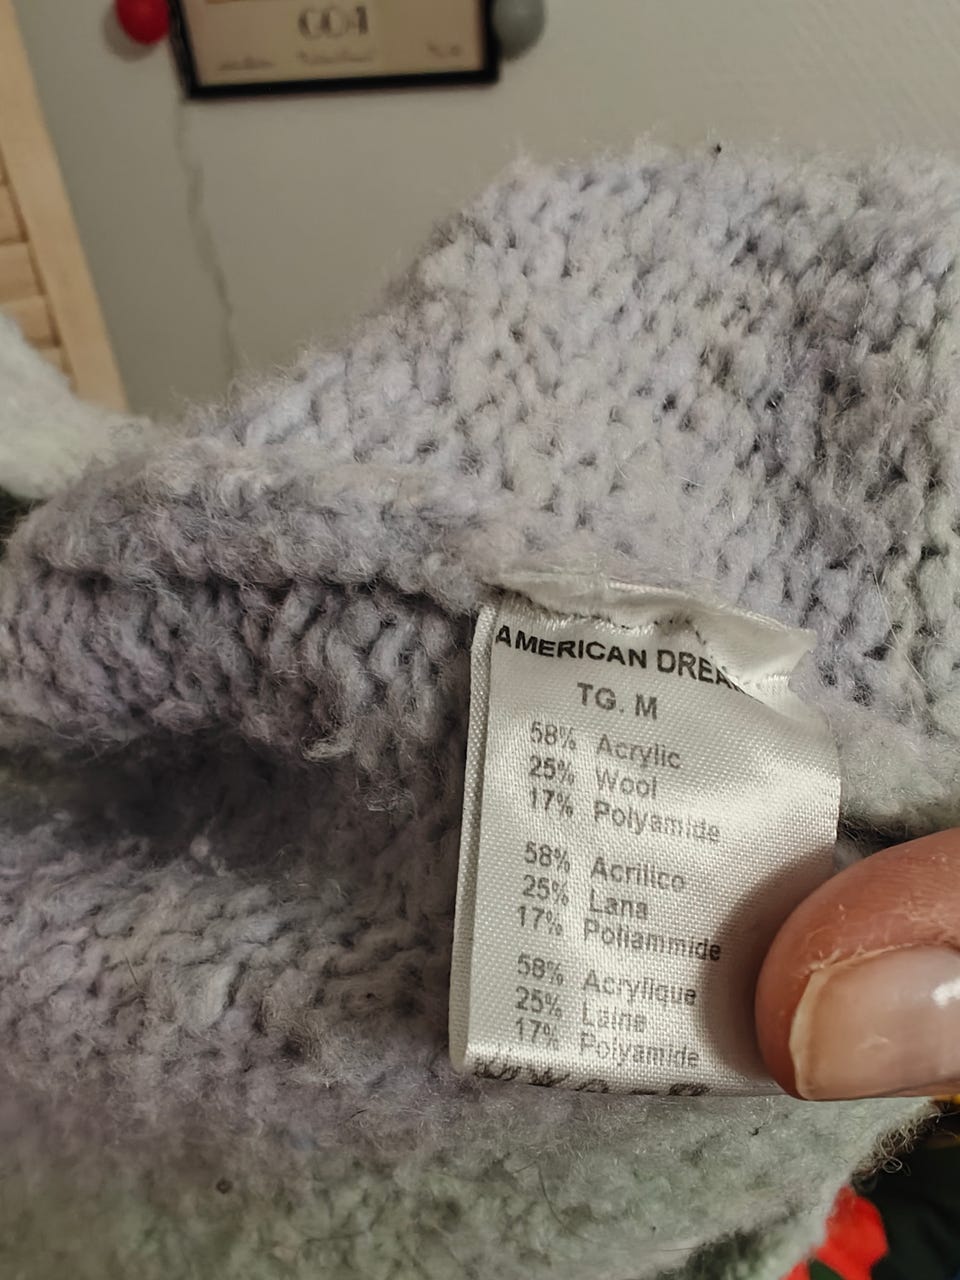 AMERICAN DREA
TG. M
58% Acrylic
25% Wool
17% Polyamide
58% Acrilico
25% Lana
17% Poliammide
58% Acrylique
25% Laine
17% Polyamide